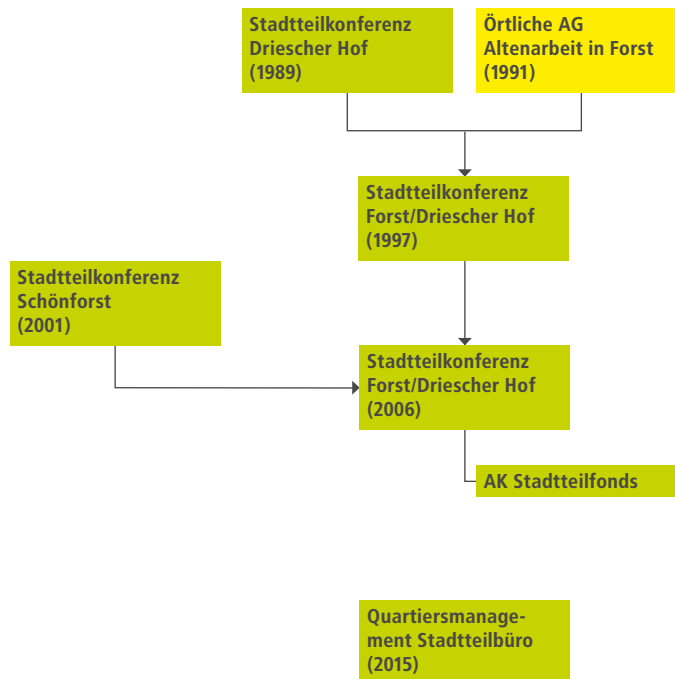 Stadtteilkonferenz
Driescher Hof
(1989)
Örtliche AG
Altenarbeit in Forst
(1991)
Stadtteilkonferenz
Forst/Driescher Hof
(1997)
Stadtteilkonferenz
Schönforst
(2001)
Stadtteilkonferenz
Forst/Driescher Hof
(2006)
AK Stadtteilfonds
Quartiersmanage-
ment Stadtteilbüro
(2015)